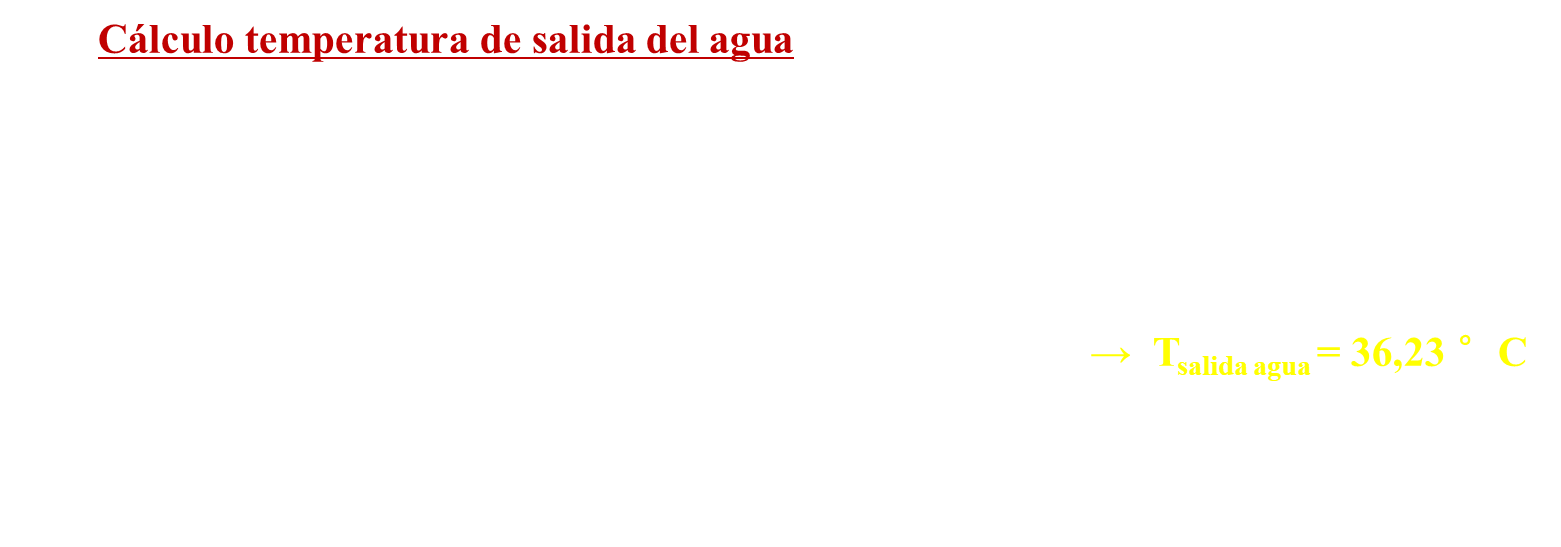 Cálculo temperatura de salida del agua
→ Tsalida agua = 36,23 ° C